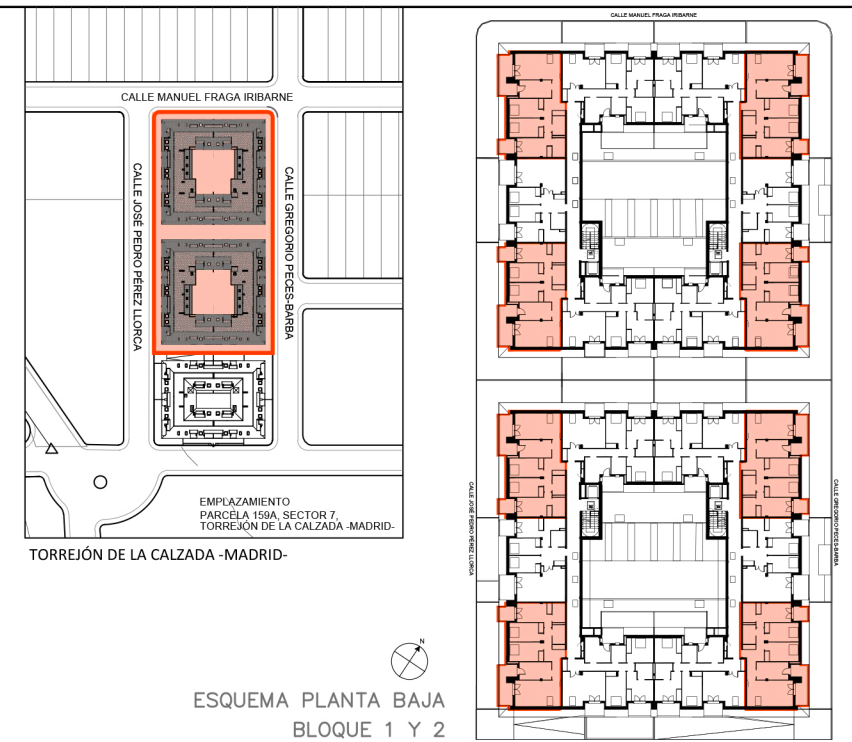 CALLE MANUEL FRAGA IRIBARNE
CALLE JOSÉ PEDRO PÉREZ LLORCA
CALLE GREGORIO PECES-BARBA
EMPLAZAMIENTO
PARCELA 159A, SECTOR 7,
TORREJÓN DE LA CALZADA -MADRID-
TORREJÓN DE LA CALZADA -MADRID-
N
ESQUEMA PLANTA BAJA
BLOQUE 1 Y 2
CALLE MANUEL FRAGA IRIBARNE
CALLE JOSE PEDRO PEREZ LLORCA
CALLE GREGORIO PECES-BARBA